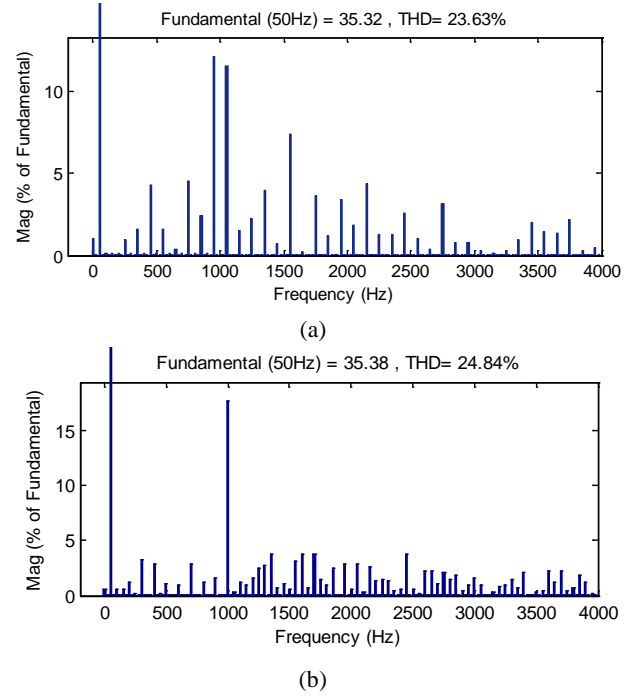 Fundamental (50Hz) = 35.32 , THD= 23.63%
Mag (% of Fundamental)
10
5
0
0 500 1000 1500 2000 2500 3000 3500 4000
Frequency (Hz)
(a)
Fundamental (50Hz) = 35.38 , THD= 24.84%
Mag (% of Fundamental)
15
10
5
0
0 500 1000 1500 2000 2500 3000 3500 4000
Frequency (Hz)
(b)